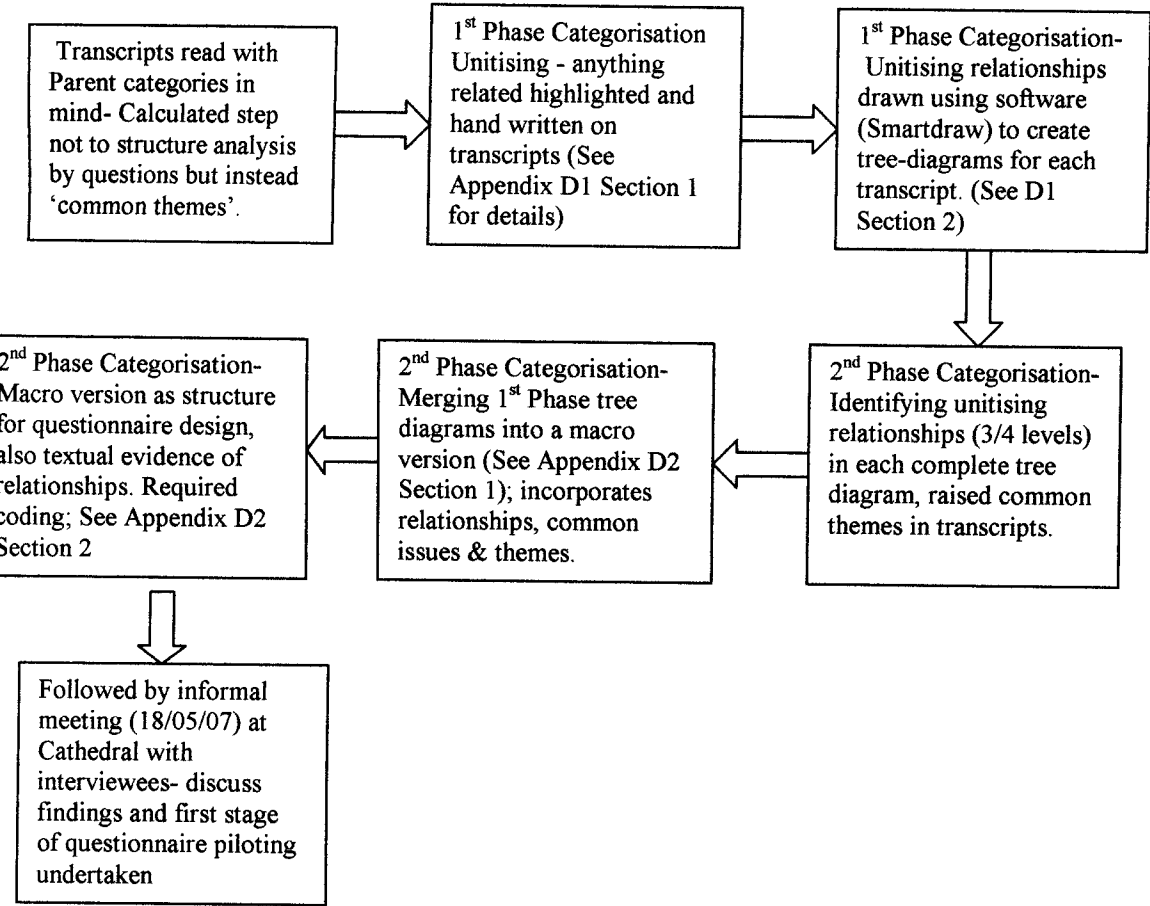 Transcripts read with
Parent categories in
mind- Calculated step
not to structure analysis
by questions but instead
‘common themes’.
1st Phase Categorisation
Unitising - anything
related highlighted and
hand written on
transcripts (See
Appendix D1 Section 1
for details)
1st Phase Categorisation-
Unitising relationships
drawn using software
(Smartdraw) to create
tree-diagrams for each
transcript. (See D1
Section 2)
2nd Phase Categorisation-
Identifying unitising
relationships (3/4 levels)
in each complete tree
diagram, raised common
themes in transcripts.
2nd Phase Categorisation-
Merging 1st Phase tree
diagrams into a macro
version (See Appendix D2
Section 1); incorporates
relationships, common
issues & themes.
2nd Phase Categorisation-
Macro version as structure
for questionnaire design,
also textual evidence of
relationships. Required
coding; See Appendix D2
Section 2
Followed by informal
meeting (18/05/07) at
Cathedral with
interviewees- discuss
findings and first stage
of questionnaire piloting
undertaken